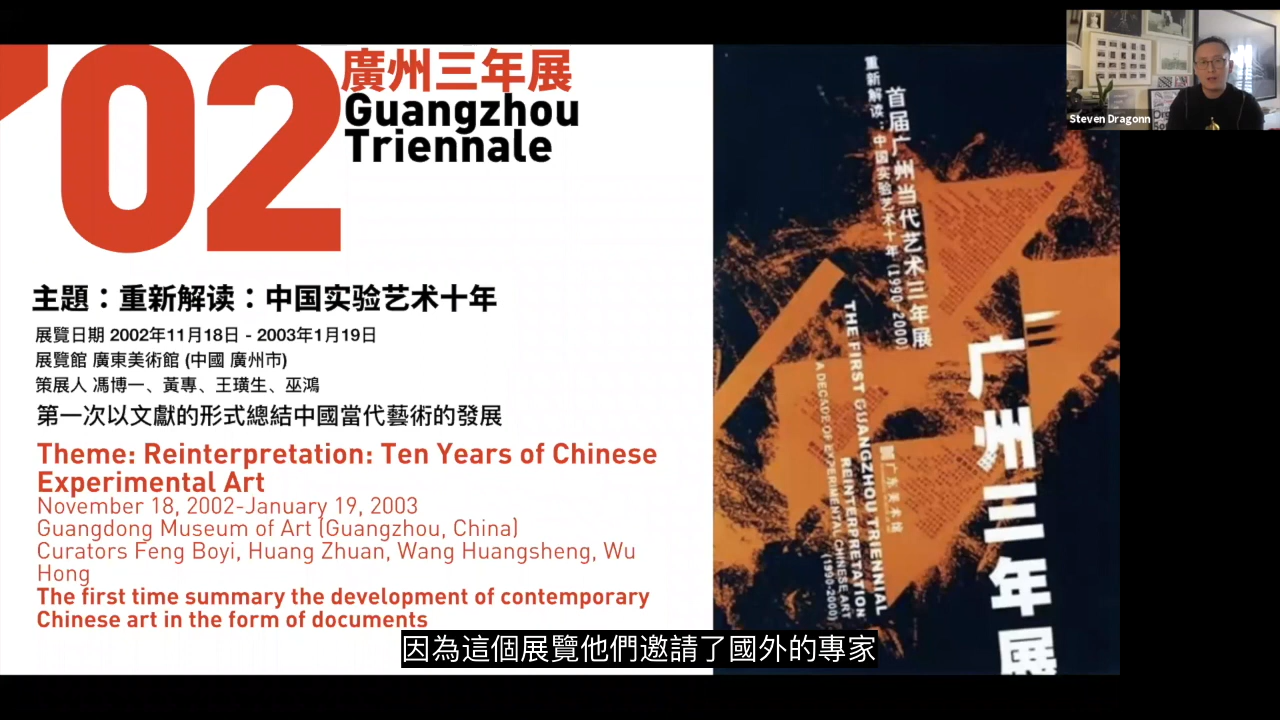 '02
廣州三年展
Guangzhou
Triennale
主題：重新解读：中国实验艺术十年
展覽日期 2002年11月18日 - 2003年1月19日
展覽館 廣東美術館 (中國 廣州市)
策展人 馮博一、黃專、王璜生、巫鴻
第一次以文獻的形式總結中國當代藝術的發展
Theme: Reinterpretation: Ten Years of Chinese
Experimental Art
November 18, 2002-January 19, 2003
Guangdong Museum of Art (Guangzhou, China)
Curators Feng Boyi, Huang Zhuan, Wang Huangsheng, Wu
Hong
The first time summary the development of contemporary
Chinese art in the form of documents
重新解读：中国实验艺术十年 (1990-2000)
首届广州当代艺术三年展
广州三年展
广东美术馆
THE FIRST GUANGZHOU TRIENNIAL
REINTERPRETATION
A DECADE OF EXPERIMENTAL CHINESE ART
(1990-2000)
Steven Dragonn
因為這個展覽他們邀請了國外的專家